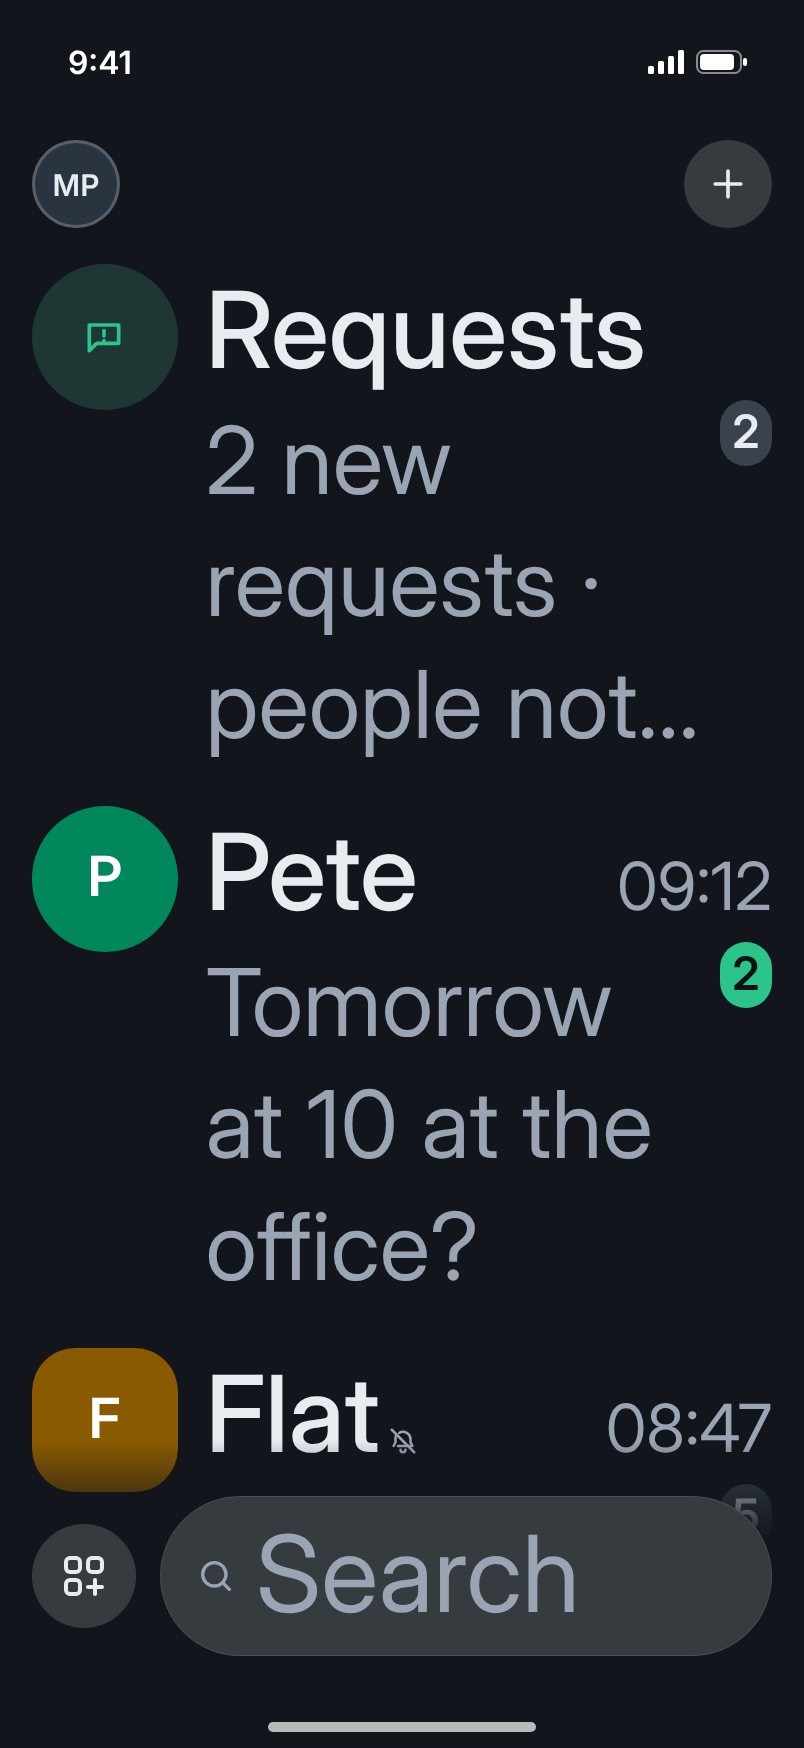 9:41
MP
Requests
2 new
requests ·
people not…
2
P
Pete
09:12
Tomorrow
at 10 at the
office?
2
F
Flat
08:47
5
Search